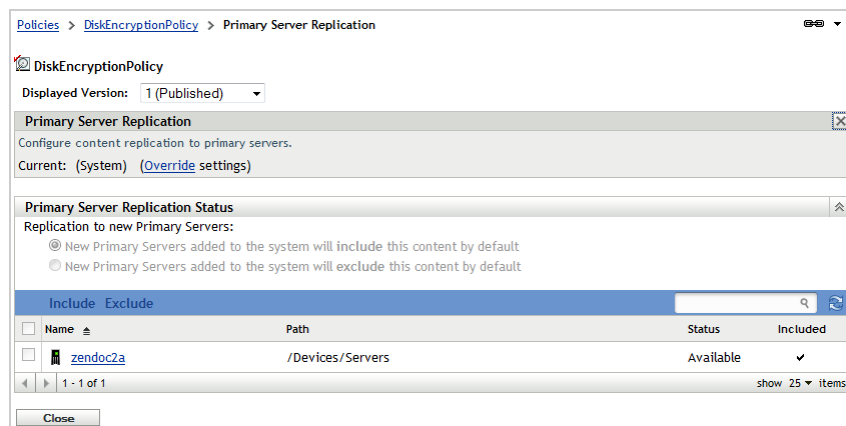 Policies > DiskEncryptionPolicy > Primary Server Replication
DiskEncryptionPolicy
Displayed Version: 1 (Published)
Primary Server Replication
Configure content replication to primary servers.
Current: (System) (Override settings)
Primary Server Replication Status
Replication to new Primary Servers:
New Primary Servers added to the system will include this content by default
New Primary Servers added to the system will exclude this content by default
Include Exclude
Name Path Status Included
zendoc2a /Devices/Servers Available
1 - 1 of 1 show 25 items
Close